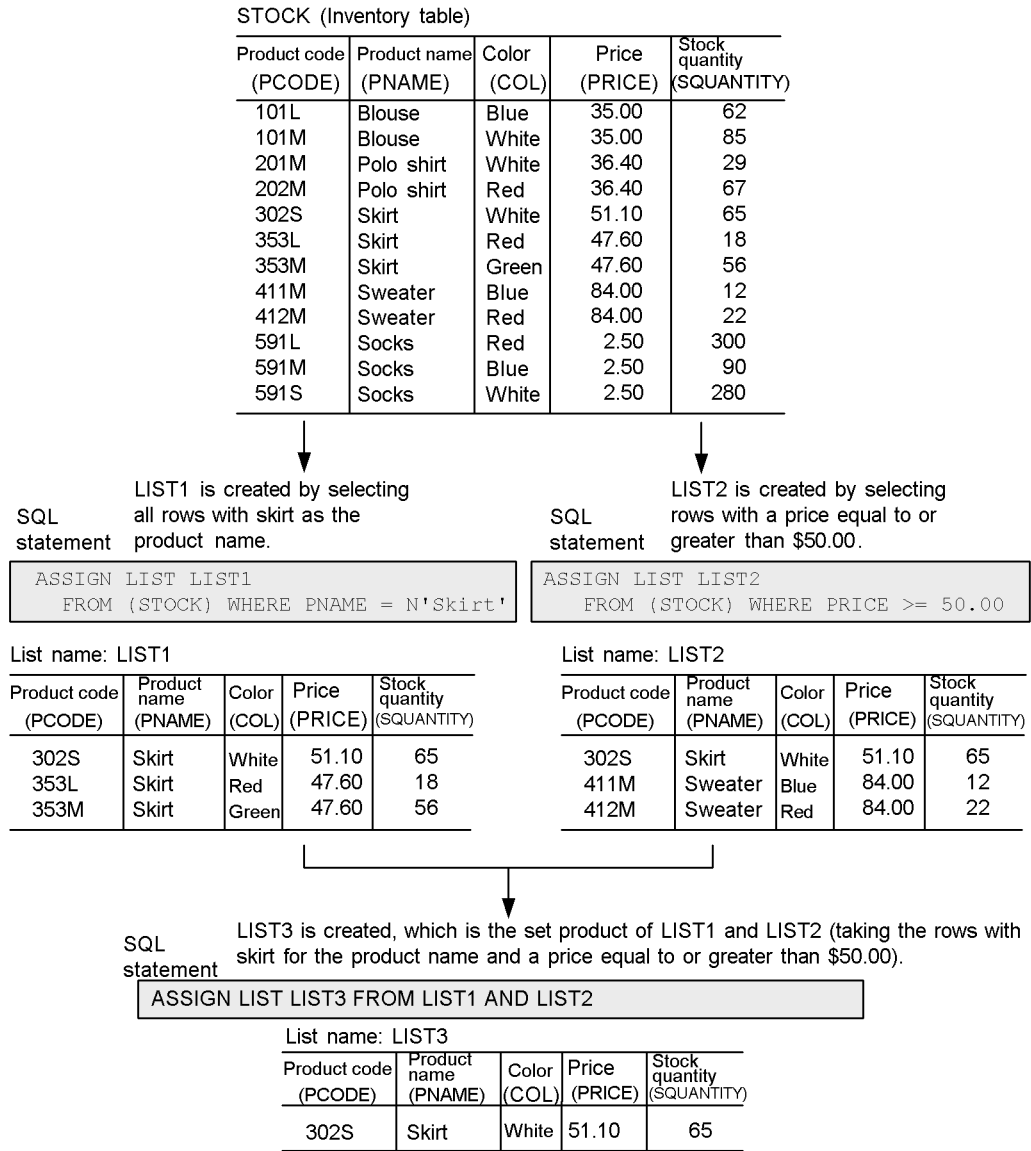 STOCK (Inventory table)
Product code Product name Color Price Stock quantity
(PCODE) (PNAME) (COL) (PRICE) (SQUANTITY)
101L Blouse Blue 35.00 62
101M Blouse White 35.00 85
201M Polo shirt White 36.40 29
202M Polo shirt Red 36.40 67
302S Skirt White 51.10 65
353L Skirt Red 47.60 18
353M Skirt Green 47.60 56
411M Sweater Blue 84.00 12
412M Sweater Red 84.00 22
591L Socks Red 2.50 300
591M Socks Blue 2.50 90
591S Socks White 2.50 280
SQL
statement
LIST1 is created by selecting
all rows with skirt as the
product name.
ASSIGN LIST LIST1
FROM (STOCK) WHERE PNAME = N'Skirt'
List name: LIST1
Product code Product name Color Price Stock quantity
(PCODE) (PNAME) (COL) (PRICE) (SQUANTITY)
302S Skirt White 51.10 65
353L Skirt Red 47.60 18
353M Skirt Green 47.60 56
SQL
statement
LIST2 is created by selecting
rows with a price equal to or
greater than $50.00.
ASSIGN LIST LIST2
FROM (STOCK) WHERE PRICE >= 50.00
List name: LIST2
Product code Product name Color Price Stock quantity
(PCODE) (PNAME) (COL) (PRICE) (SQUANTITY)
302S Skirt White 51.10 65
411M Sweater Blue 84.00 12
412M Sweater Red 84.00 22
SQL
statement
LIST3 is created, which is the set product of LIST1 and LIST2 (taking the rows with
skirt for the product name and a price equal to or greater than $50.00).
ASSIGN LIST LIST3 FROM LIST1 AND LIST2
List name: LIST3
Product code Product name Color Price Stock quantity
(PCODE) (PNAME) (COL) (PRICE) (SQUANTITY)
302S Skirt White 51.10 65